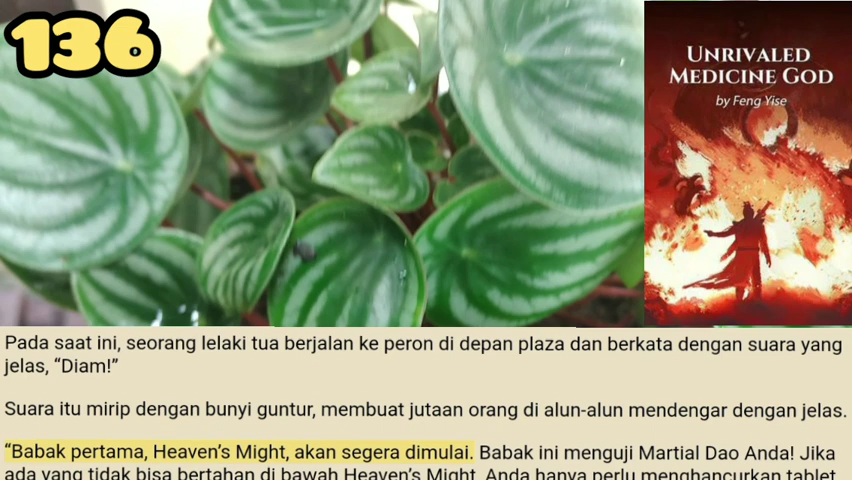 136
UNRIVALED
MEDICINE GOD
by Feng Yise
Pada saat ini, seorang lelaki tua berjalan ke peron di depan plaza dan berkata dengan suara yang
jelas, “Diam!”
Suara itu mirip dengan bunyi guntur, membuat jutaan orang di alun-alun mendengar dengan jelas.
“Babak pertama, Heaven’s Might, akan segera dimulai. Babak ini menguji Martial Dao Anda! Jika
ada yang tidak bisa bertahan di bawah Heaven’s Might, Anda hanya perlu menghancurkan tablet